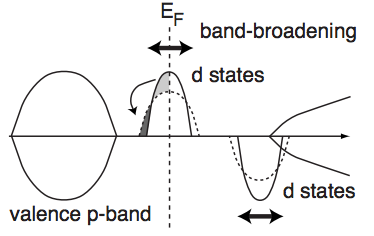 E_F
band-broadening
d states
d states
valence p-band